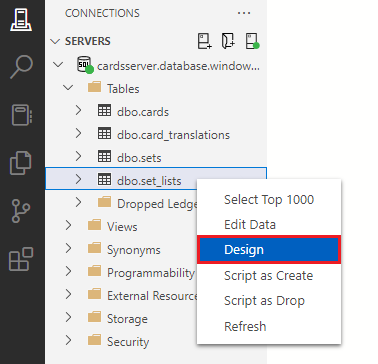 CONNECTIONS
SERVERS
SQL
cardsserver.database.window...
Tables
dbo.cards
dbo.card_translations
dbo.sets
dbo.set_lists
Dropped Ledge
Views
Synonyms
Programmability
External Resource
Storage
Security
Select Top 1000
Edit Data
Design
Script as Create
Script as Drop
Refresh